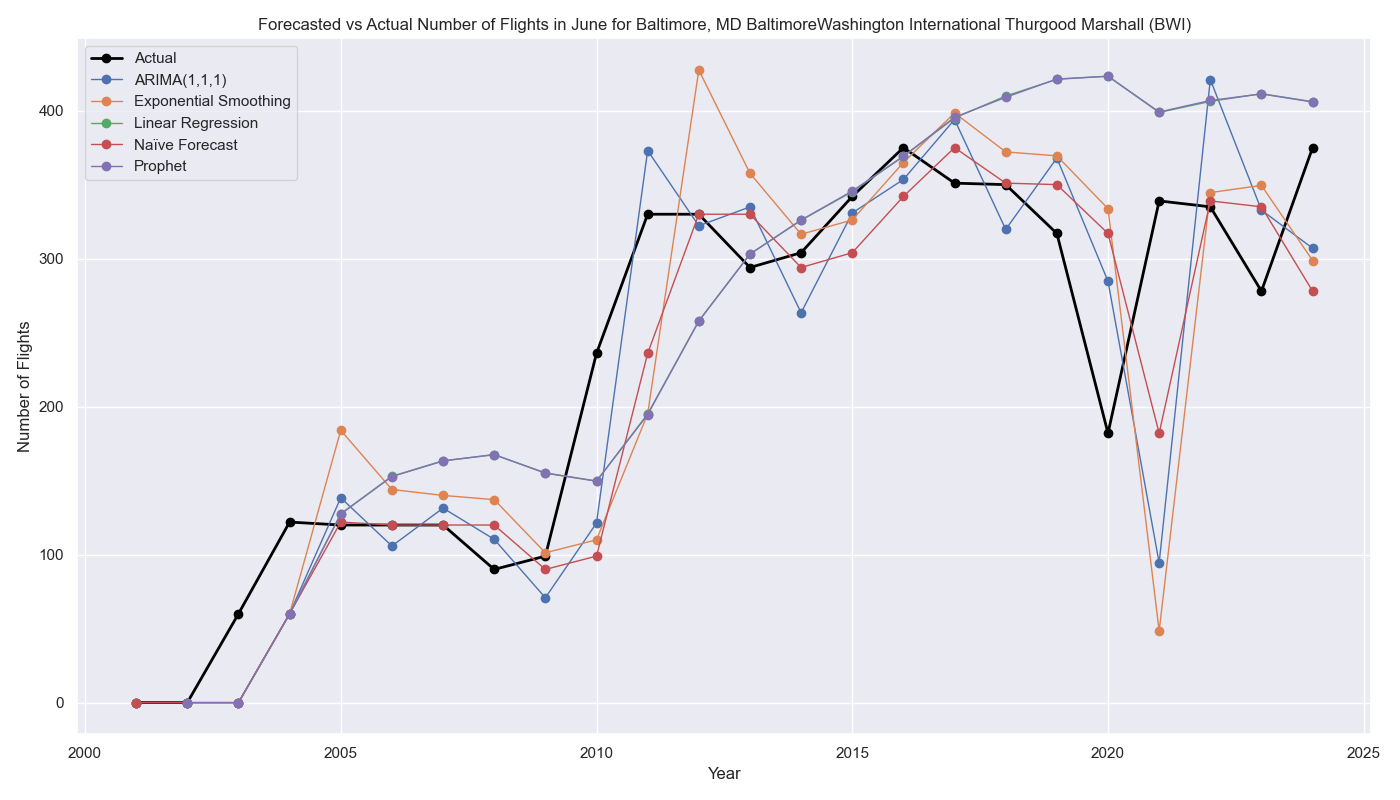 Forecasted vs Actual Number of Flights in June for Baltimore, MD BaltimoreWashington International Thurgood Marshall (BWI)
Actual
ARIMA(1,1,1)
Exponential Smoothing
Linear Regression
Naïve Forecast
Prophet
400
300
200
100
0
Number of Flights
2000 2005 2010 2015 2020 2025
Year